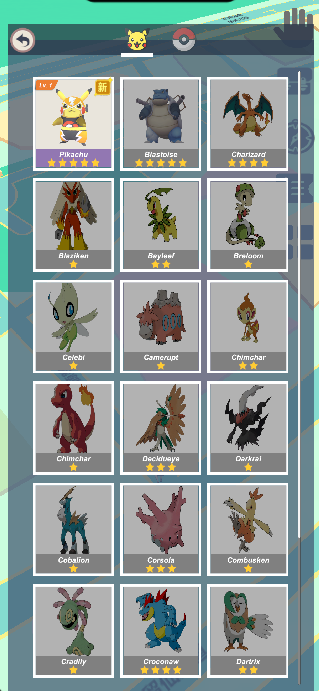 Lv 1
新
Pikachu
Blastoise
Charizard
Blaziken
Bayleef
Breloom
Celebi
Camerupt
Chimchar
Chimchar
Decidueye
Darkrai
Cobalion
Corsola
Combusken
Cradily
Croconaw
Dartrix